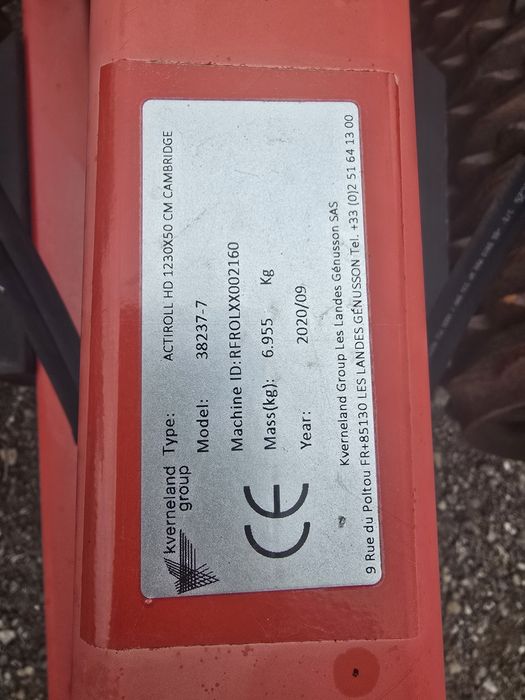 kverneland
group
Type: ACTIROLL HD 1230X50 CM CAMBRIDGE
Model: 38237-7
Machine ID:RFROLXX002160
Mass(kg): 6.955 Kg
Year: 2020/09
CE
Kverneland Group Les Landes Génusson SAS
9 Rue du Poltou FR+85130 LES LANDES GÉNUSSON Tel. +33 (0)2 51 64 13 00